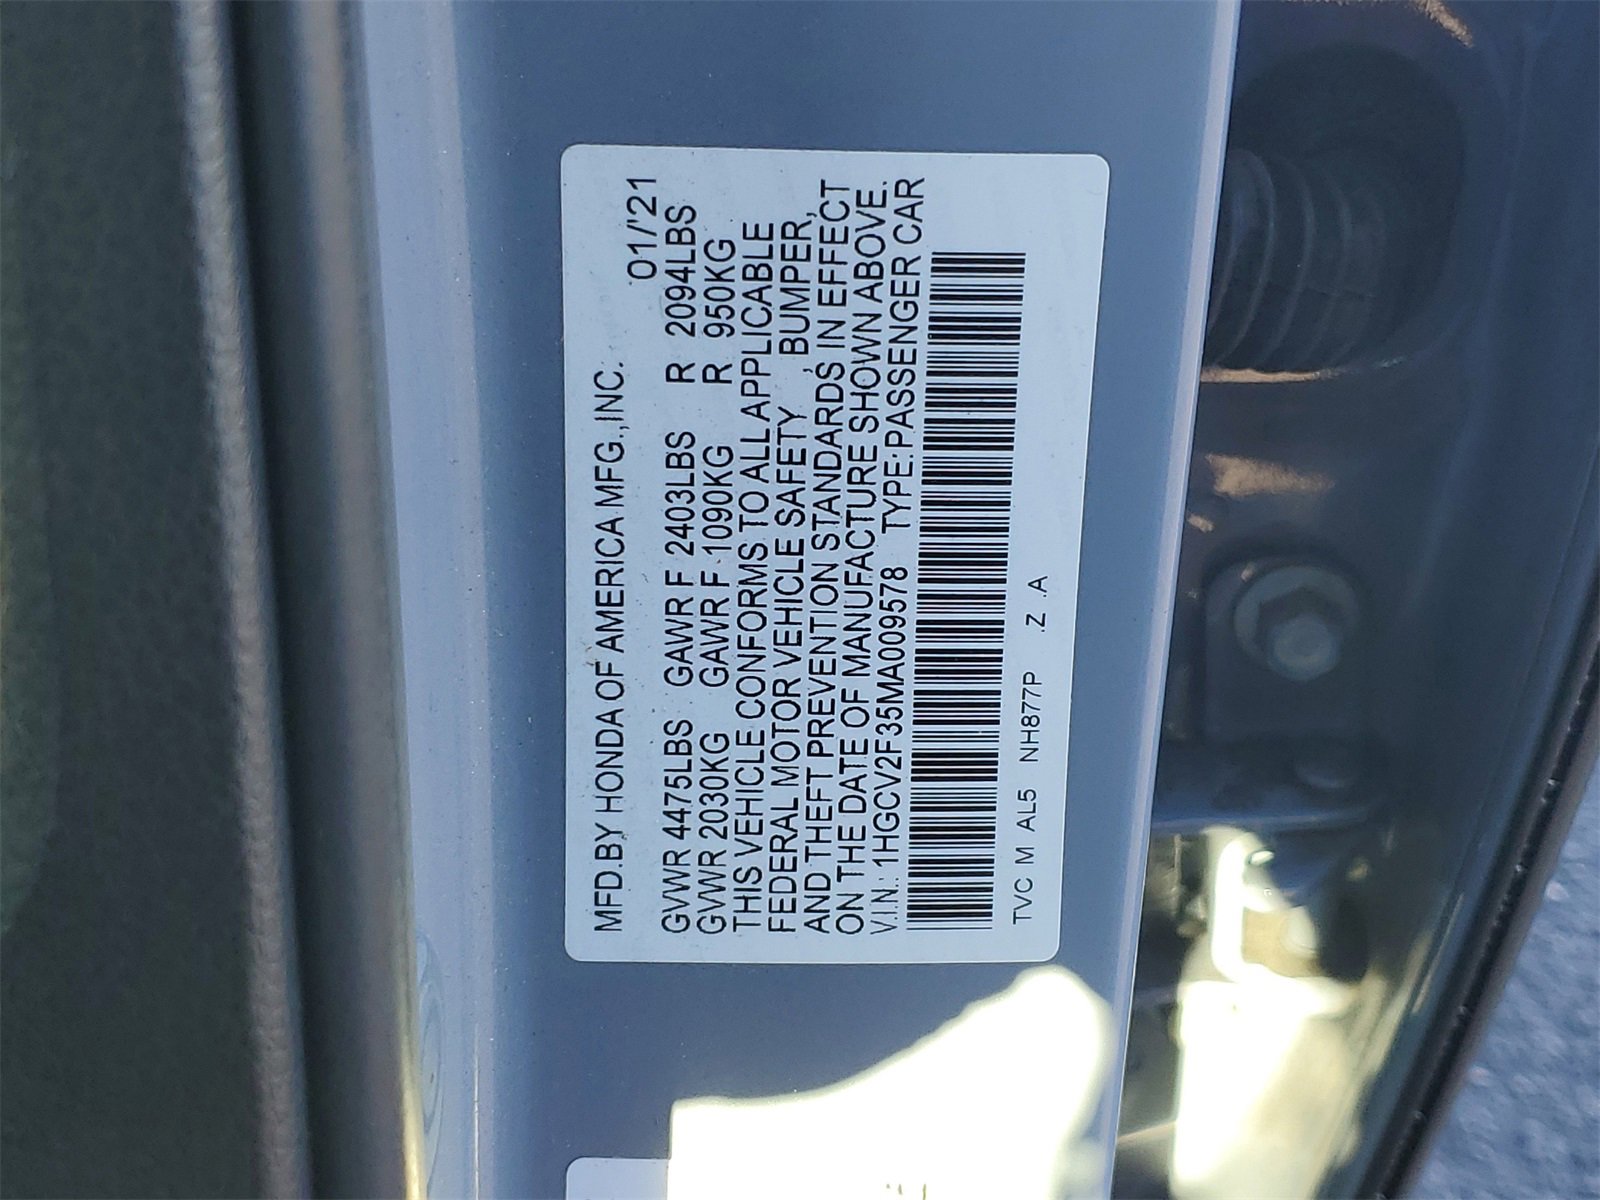 MFD.BY HONDA OF AMERICA MFG.,INC. 01/'21
GVWR 4475LBS GAWR F 2403LBS R 2094LBS
GVWR 2030KG GAWR F 1090KG R 950KG
THIS VEHICLE CONFORMS TO ALL APPLICABLE
FEDERAL MOTOR VEHICLE SAFETY , BUMPER,
AND THEFT PREVENTION STANDARDS IN EFFECT
ON THE DATE OF MANUFACTURE SHOWN ABOVE.
V.I.N.: 1HGCV2F35MA009578 TYPE:PASSENGER CAR
TVC M AL5 NH877P .Z .A